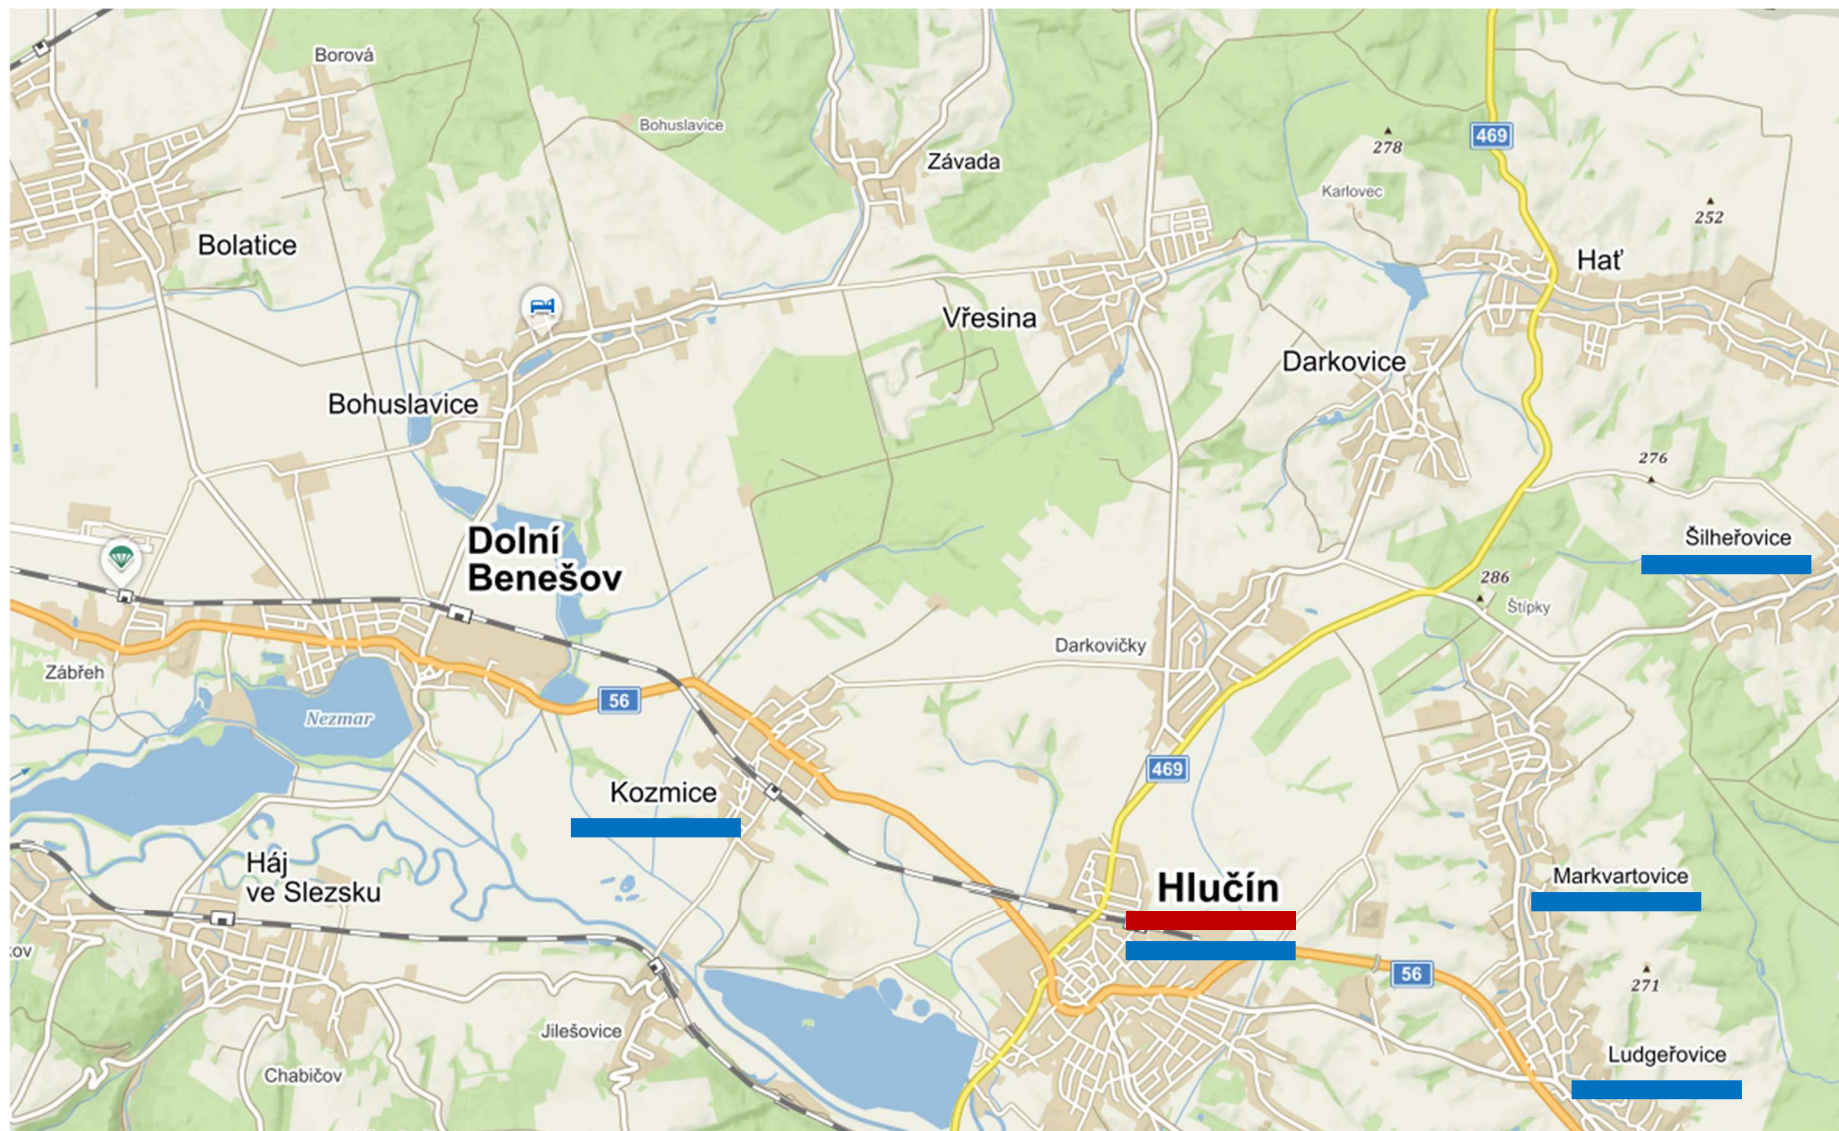 Borová
Bohuslavice
469
278
Závada
Karlovec
252
Bolatice
Hať
Vřesina
Darkovice
Bohuslavice
276
Dolní
Benešov
Šilheřovice
286
Štípky
Darkovičky
Zábřeh
56
Nezmar
469
Kozmice
Háj
ve Slezsku
Hlučín
Markvartovice
kov
56
271
Jilešovice
Ludgeřovice
Chabičov